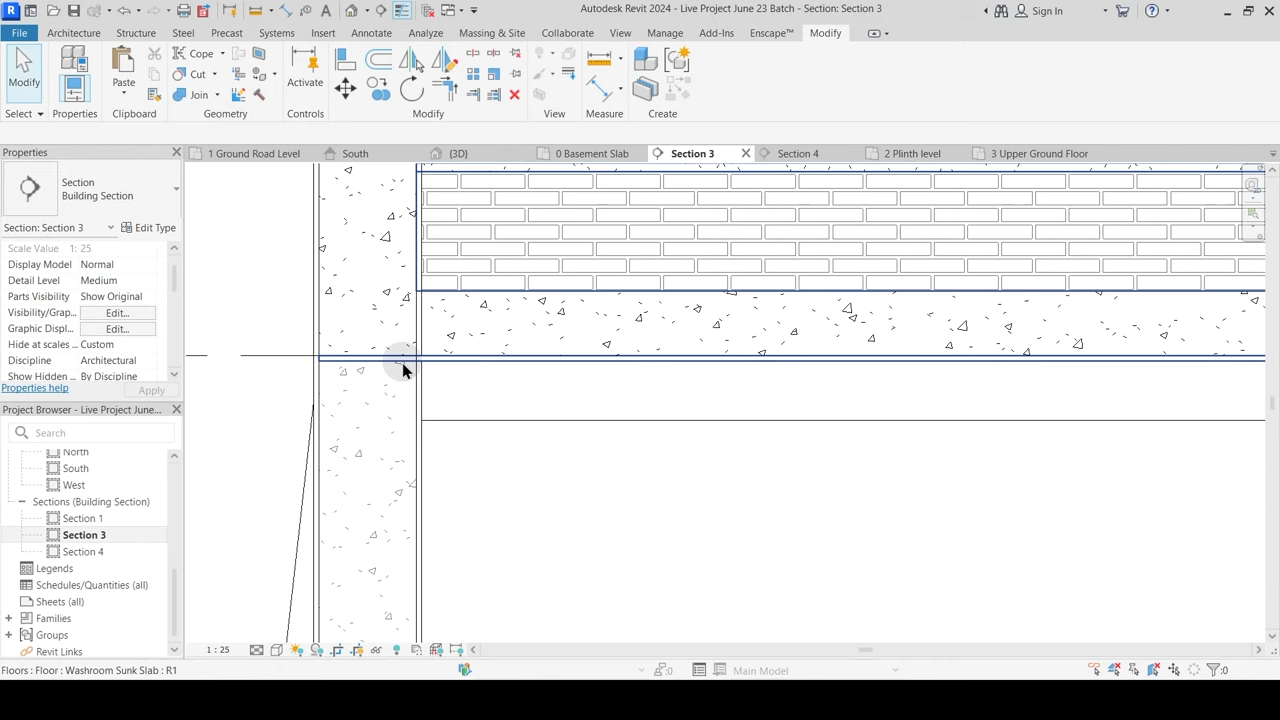 Autodesk Revit 2024 - Live Project June 23 Batch - Section: Section 3
Sign In
File Architecture Structure Steel Precast Systems Insert Annotate Analyze Massing & Site Collaborate View Manage Add-Ins Enscape™ Modify
Modify
Paste
Cope
Cut
Join
Activate
Select Properties Clipboard Geometry Controls Modify View Measure Create
Properties
1 Ground Road Level
South
{3D}
0 Basement Slab
Section 3
Section 4
2 Plinth level
3 Upper Ground Floor
Section
Building Section
Section: Section 3
Edit Type
Scale Value 1: 25
Display Model Normal
Detail Level Medium
Parts Visibility Show Original
Visibility/Grap... Edit...
Graphic Displ... Edit...
Hide at scales ... Custom
Discipline Architectural
Show Hidden ... By Discipline
Properties help
Apply
Project Browser - Live Project June...
Search
North
South
West
Sections (Building Section)
Section 1
Section 3
Section 4
Legends
Schedules/Quantities (all)
Sheets (all)
Families
Groups
Revit Links
1 : 25
Floors : Floor : Washroom Sunk Slab : R1
:0
Main Model
:0